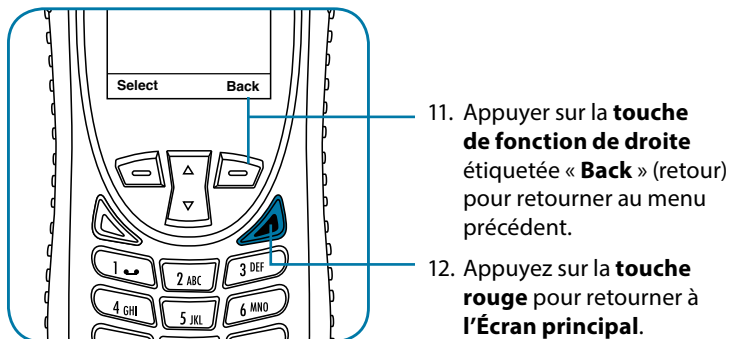 Select Back
11. Appuyer sur la touche
de fonction de droite
étiquetée « Back » (retour)
pour retourner au menu
précédent.
12. Appuyez sur la touche
rouge pour retourner à
l’Écran principal.
1
2 ABC
3 DEF
4 GHI
5 JKL
6 MNO